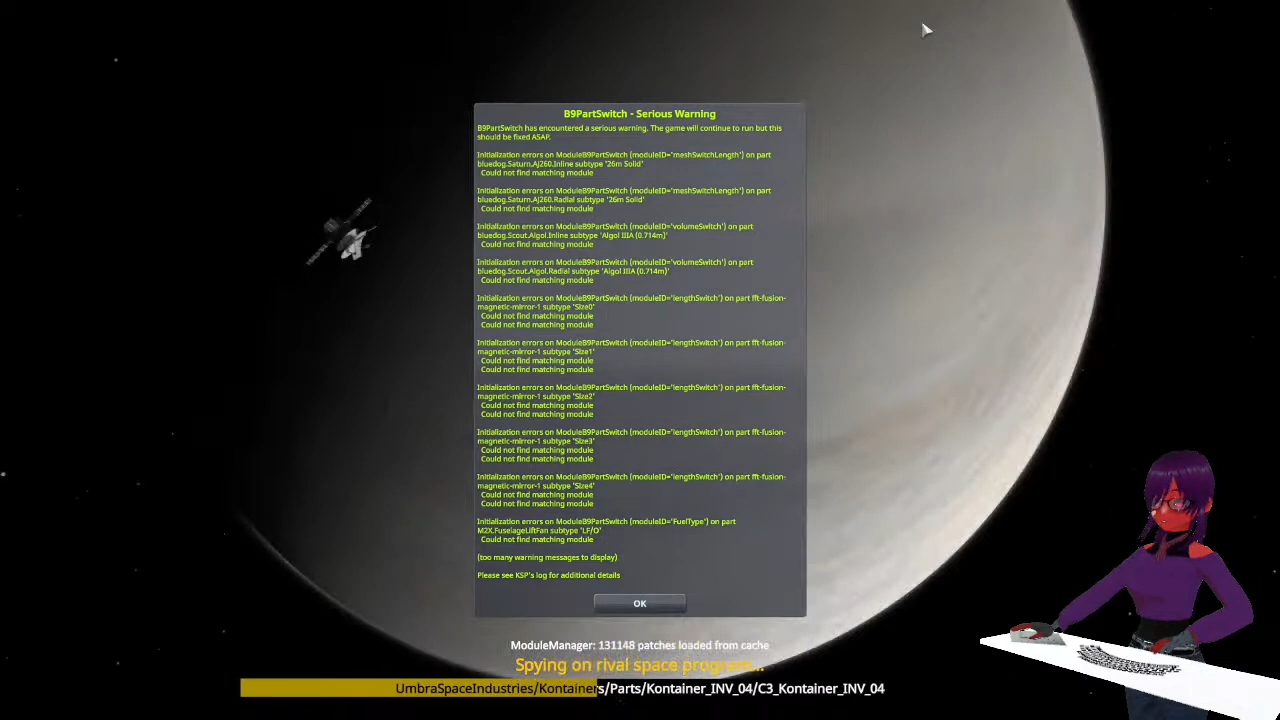 B9PartSwitch - Serious Warning
B9PartSwitch has encountered a serious warning. The game will continue to run but this
should be fixed ASAP.
Initialization errors on ModuleB9PartSwitch (moduleID='meshSwitchLength') on part
bluedog.Saturn.AJ260.Inline subtype '26m Solid'
Could not find matching module
Initialization errors on ModuleB9PartSwitch (moduleID='meshSwitchLength') on part
bluedog.Saturn.AJ260.Radial subtype '26m Solid'
Could not find matching module
Initialization errors on ModuleB9PartSwitch (moduleID='volumeSwitch') on part
bluedog.Scout.Algol.Inline subtype 'Algol IIIA (0.714m)'
Could not find matching module
Initialization errors on ModuleB9PartSwitch (moduleID='volumeSwitch') on part
bluedog.Scout.Algol.Radial subtype 'Algol IIIA (0.714m)'
Could not find matching module
Initialization errors on ModuleB9PartSwitch (moduleID='lengthSwitch') on part fft-fusion-
magnetic-mirror-1 subtype 'Size0'
Could not find matching module
Could not find matching module
Initialization errors on ModuleB9PartSwitch (moduleID='lengthSwitch') on part fft-fusion-
magnetic-mirror-1 subtype 'Size1'
Could not find matching module
Could not find matching module
Initialization errors on ModuleB9PartSwitch (moduleID='lengthSwitch') on part fft-fusion-
magnetic-mirror-1 subtype 'Size2'
Could not find matching module
Could not find matching module
Initialization errors on ModuleB9PartSwitch (moduleID='lengthSwitch') on part fft-fusion-
magnetic-mirror-1 subtype 'Size3'
Could not find matching module
Could not find matching module
Initialization errors on ModuleB9PartSwitch (moduleID='lengthSwitch') on part fft-fusion-
magnetic-mirror-1 subtype 'Size4'
Could not find matching module
Could not find matching module
Initialization errors on ModuleB9PartSwitch (moduleID='FuelType') on part
M2X.FuselageLiftFan subtype 'LF/O'
Could not find matching module
(too many warning messages to display)
Please see KSP's log for additional details
OK
ModuleManager: 131148 patches loaded from cache
Spying on rival space program...
UmbraSpaceIndustries/Kontainers/Parts/Kontainer_INV_04/C3_Kontainer_INV_04